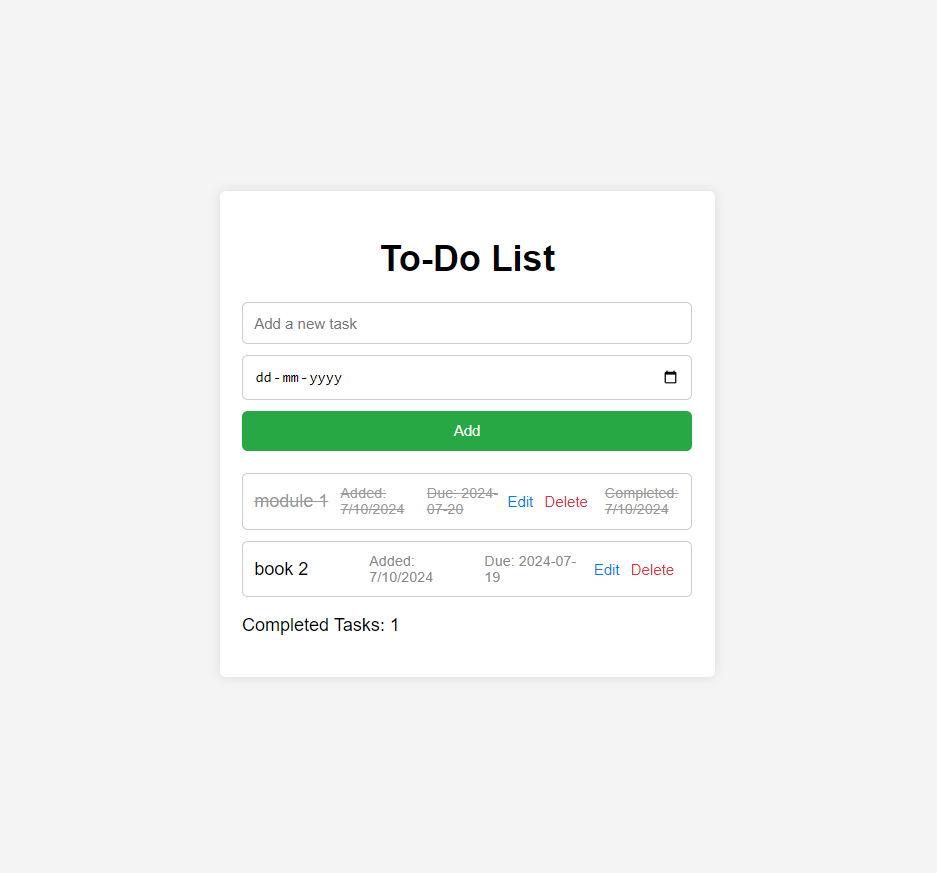 To-Do List
Add a new task
dd-mm-yyyy
Add
module 1 Added: 7/10/2024 Due: 2024-07-20 Edit Delete Completed: 7/10/2024
book 2 Added: 7/10/2024 Due: 2024-07-19 Edit Delete
Completed Tasks: 1